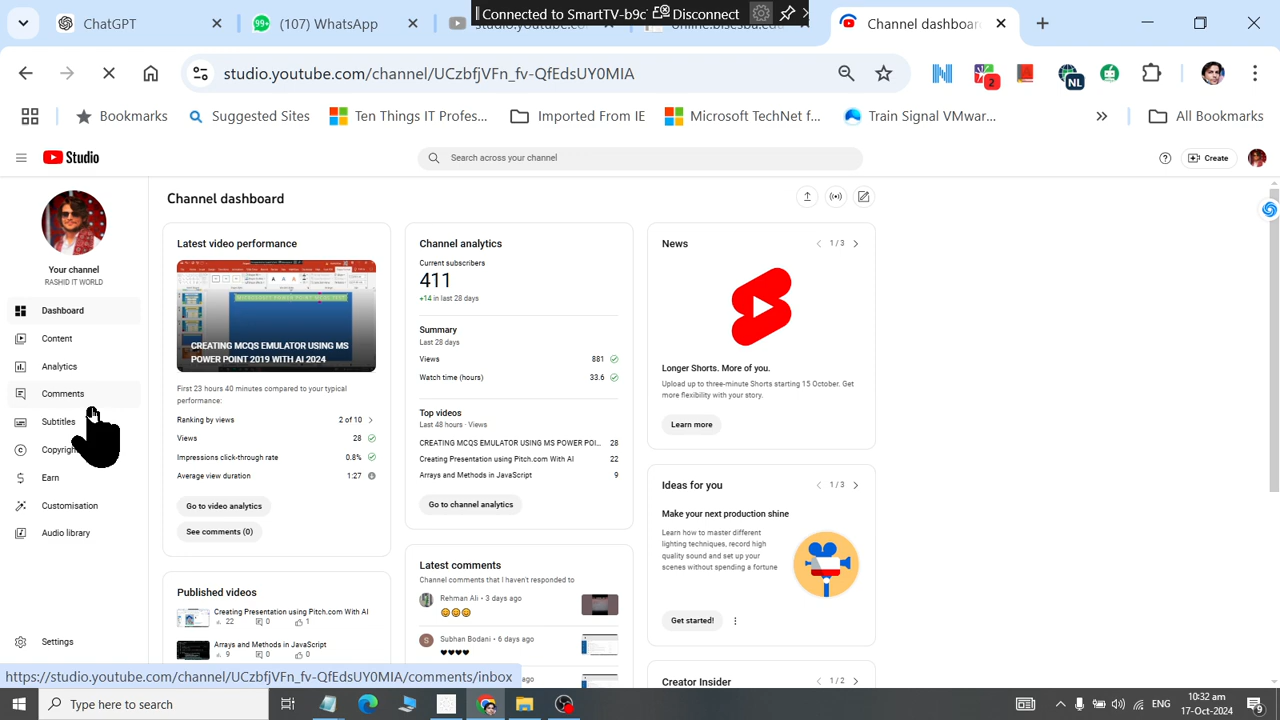 ChatGPT
99+
(107) WhatsApp
studio.youtube.com
Connected to SmartTV-b9c
Disconnect
Channel dashboard
studio.youtube.com/channel/UCzbfjVFn_fv-QfEdsUY0MIA
2
NL
Bookmarks
Suggested Sites
Ten Things IT Profes...
Imported From IE
Microsoft TechNet f...
Train Signal VMwar...
All Bookmarks
Studio
Search across your channel
Create
Your channel
RASHID IT WORLD
Dashboard
Content
Analytics
Comments
Subtitles
Copyright
Earn
Customisation
Audio library
Settings
Channel dashboard
Latest video performance
CREATING MCQS EMULATOR USING MS
POWER POINT 2019 WITH AI 2024
First 23 hours 40 minutes compared to your typical
performance:
Ranking by views 2 of 10
Views 28
Impressions click-through rate 0.8%
Average view duration 1:27
Go to video analytics
See comments (0)
Published videos
Creating Presentation using Pitch.com With AI
22 0 1
Arrays and Methods in JavaScript
9 0 0
Channel analytics
Current subscribers
411
+14 in last 28 days
Summary
Last 28 days
Views 881
Watch time (hours) 33.6
Top videos
Last 48 hours · Views
CREATING MCQS EMULATOR USING MS POWER POI... 28
Creating Presentation using Pitch.com With AI 22
Arrays and Methods in JavaScript 9
Go to channel analytics
Latest comments
Channel comments that I haven't responded to
Rehman Ali • 3 days ago
😄😄😄
S
Subhan Bodani • 6 days ago
♥♥♥♥
News
1 / 3
Longer Shorts. More of you.
Upload up to three-minute Shorts starting 15 October. Get
more flexibility with your story.
Learn more
Ideas for you
1 / 3
Make your next production shine
Learn how to master different
lighting techniques, record high
quality sound and set up your
scenes without spending a fortune
Get started!
Creator Insider
1 / 2
https://studio.youtube.com/channel/UCzbfjVFn_fv-QfEdsUY0MIA/comments/inbox
Type here to search
ENG
10:32 am
17-Oct-2024
9